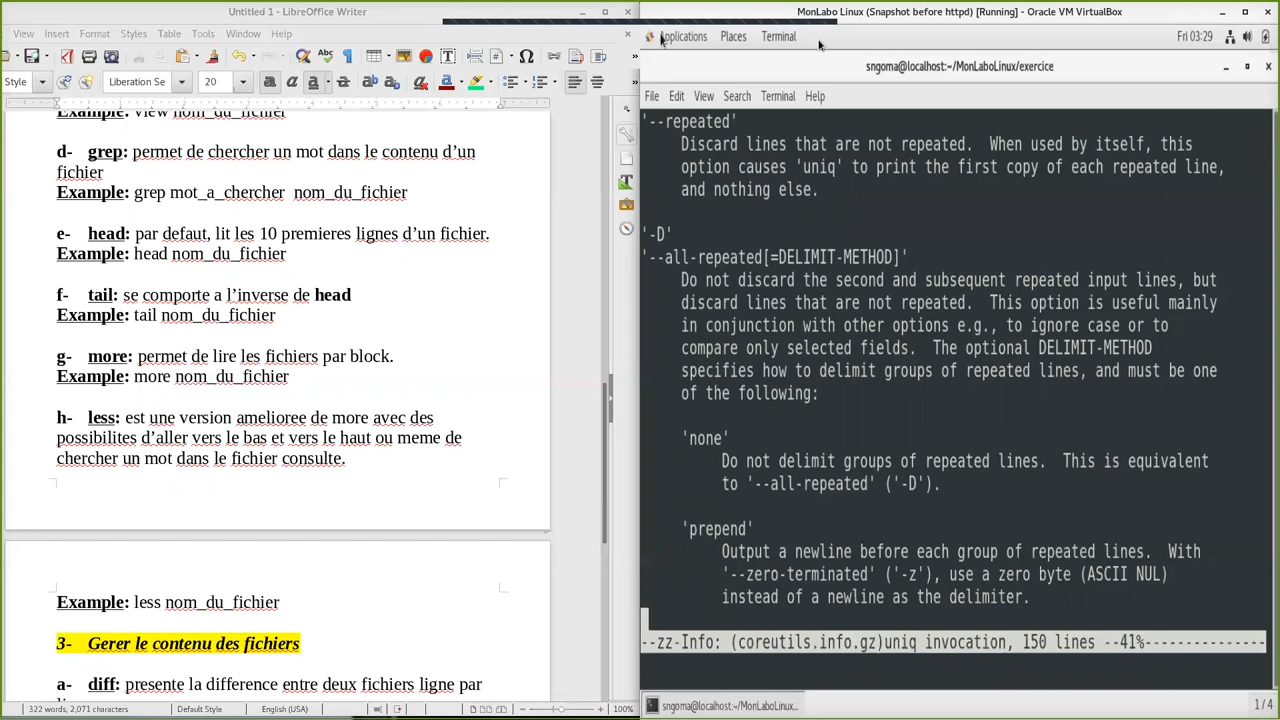 Untitled 1 - LibreOffice Writer
View Insert Format Styles Table Tools Window Help
Style Liberation Se 20
Example: view nom_du_fichier
d- grep: permet de chercher un mot dans le contenu d'un
fichier
Example: grep mot_a_chercher nom_du_fichier
e- head: par defaut, lit les 10 premieres lignes d'un fichier.
Example: head nom_du_fichier
f- tail: se comporte a l'inverse de head
Example: tail nom_du_fichier
g- more: permet de lire les fichiers par block.
Example: more nom_du_fichier
h- less: est une version amelioree de more avec des
possibilites d'aller vers le bas et vers le haut ou meme de
chercher un mot dans le fichier consulte.
Example: less nom_du_fichier
3- Gerer le contenu des fichiers
a- diff: presente la difference entre deux fichiers ligne par
322 words, 2,071 characters Default Style English (USA) 100%
MonLabo Linux (Snapshot before httpd) [Running] - Oracle VM VirtualBox
Applications Places Terminal Fri 03:29
sngoma@localhost:~/MonLaboLinux/exercice
File Edit View Search Terminal Help
'--repeated'
Discard lines that are not repeated. When used by itself, this
option causes 'uniq' to print the first copy of each repeated line,
and nothing else.
'-D'
'--all-repeated[=DELIMIT-METHOD]'
Do not discard the second and subsequent repeated input lines, but
discard lines that are not repeated. This option is useful mainly
in conjunction with other options e.g., to ignore case or to
compare only selected fields. The optional DELIMIT-METHOD
specifies how to delimit groups of repeated lines, and must be one
of the following:
'none'
Do not delimit groups of repeated lines. This is equivalent
to '--all-repeated' ('-D').
'prepend'
Output a newline before each group of repeated lines. With
'--zero-terminated' ('-z'), use a zero byte (ASCII NUL)
instead of a newline as the delimiter.
--zz-Info: (coreutils.info.gz)uniq invocation, 150 lines --41%---------------
sngoma@localhost:~/MonLaboLinux... 1 / 4